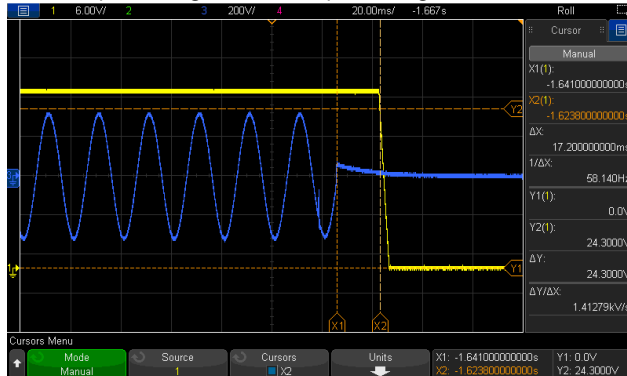 1 6.00V/ 2 3 200V/ 4 20.00ms/ -1.667s Roll
Cursor
Manual
X1(1):
-1.641000000000s
X2(1):
-1.623800000000s
ΔX:
17.200000000ms
1/ΔX:
58.140Hz
Y1(1):
0.0V
Y2(1):
24.3000V
ΔY:
24.3000V
ΔY/ΔX:
1.41279kV/s
Y2
Y1
X1 X2
Cursors Menu
Mode
Manual
Source
1
Cursors
X2
Units
X1: -1.641000000000s
X2: -1.623800000000s
Y1: 0.0V
Y2: 24.3000V